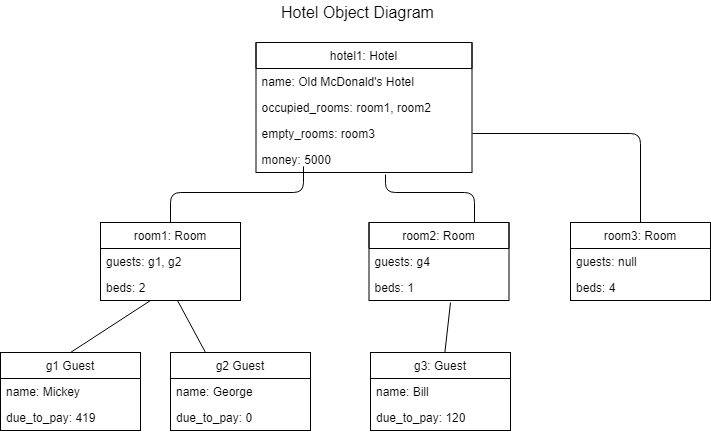 Hotel Object Diagram
hotel1: Hotel
name: Old McDonald's Hotel
occupied_rooms: room1, room2
empty_rooms: room3
money: 5000
room1: Room
guests: g1, g2
beds: 2
room2: Room
guests: g4
beds: 1
room3: Room
guests: null
beds: 4
g1 Guest
name: Mickey
due_to_pay: 419
g2 Guest
name: George
due_to_pay: 0
g3: Guest
name: Bill
due_to_pay: 120